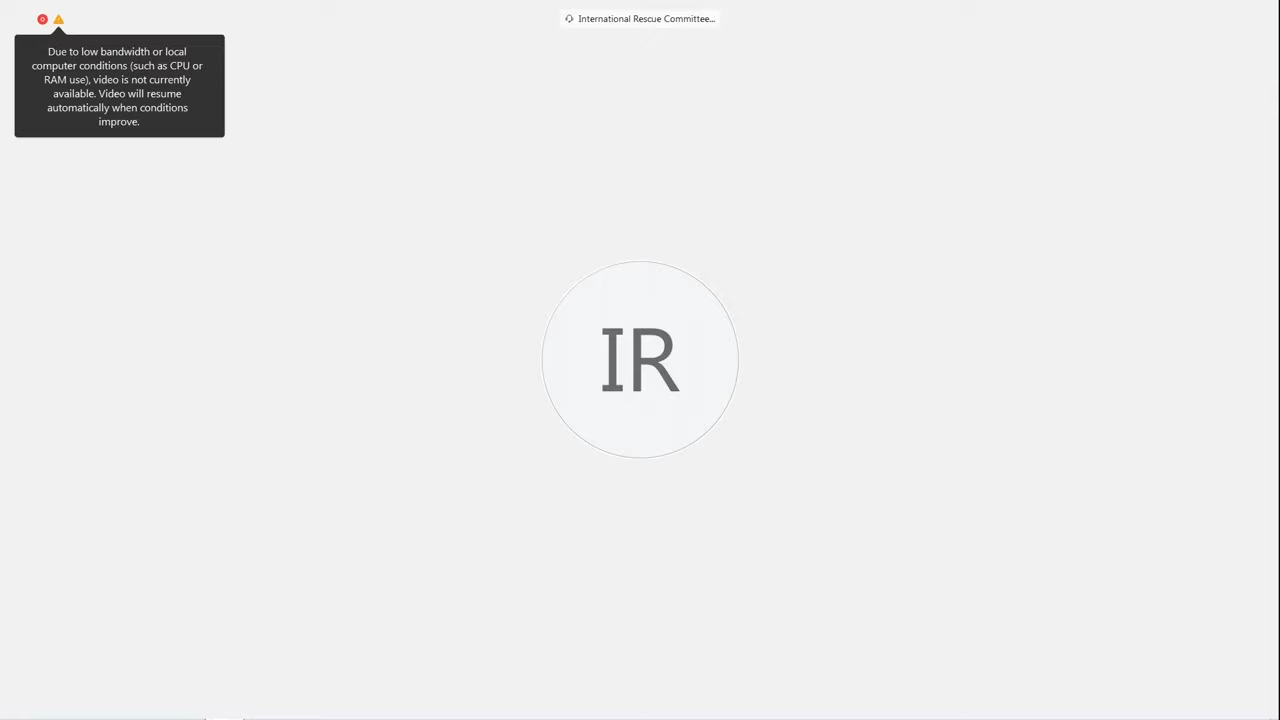 International Rescue Committee...
Due to low bandwidth or local
computer conditions (such as CPU or
RAM use), video is not currently
available. Video will resume
automatically when conditions
improve.
IR